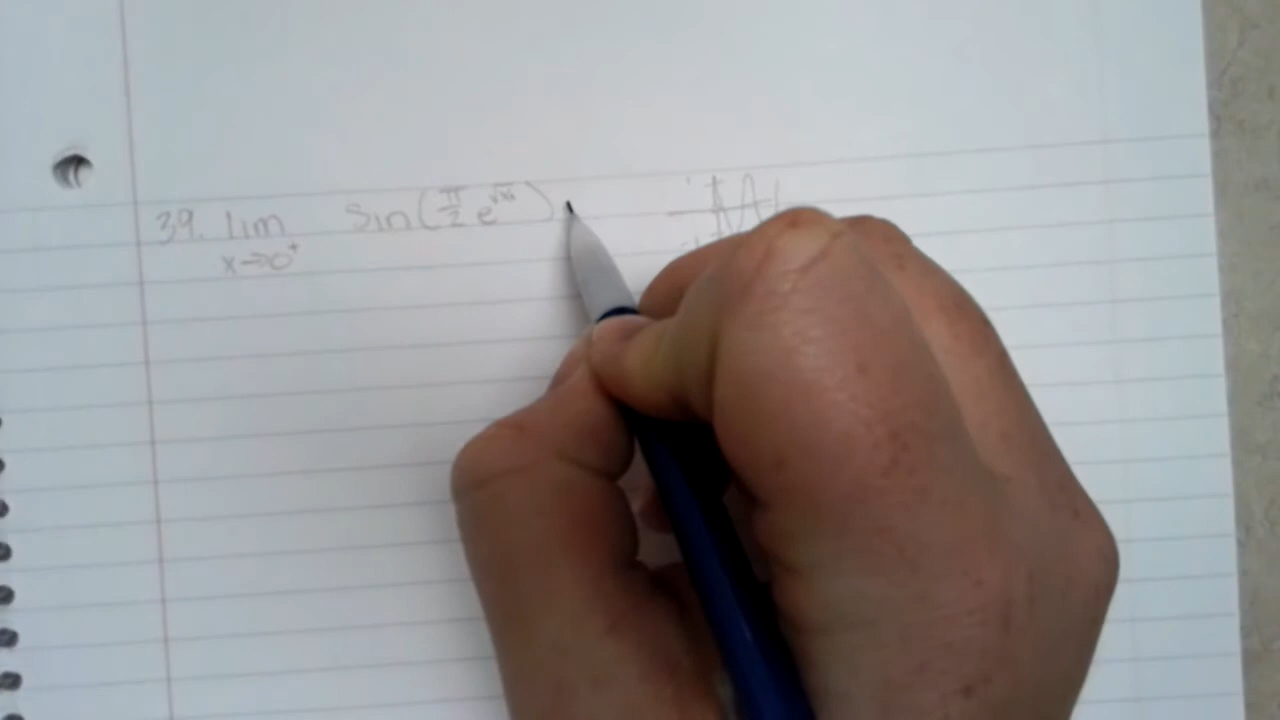 39. lim sin(π/2 e^√x)
x→0⁺